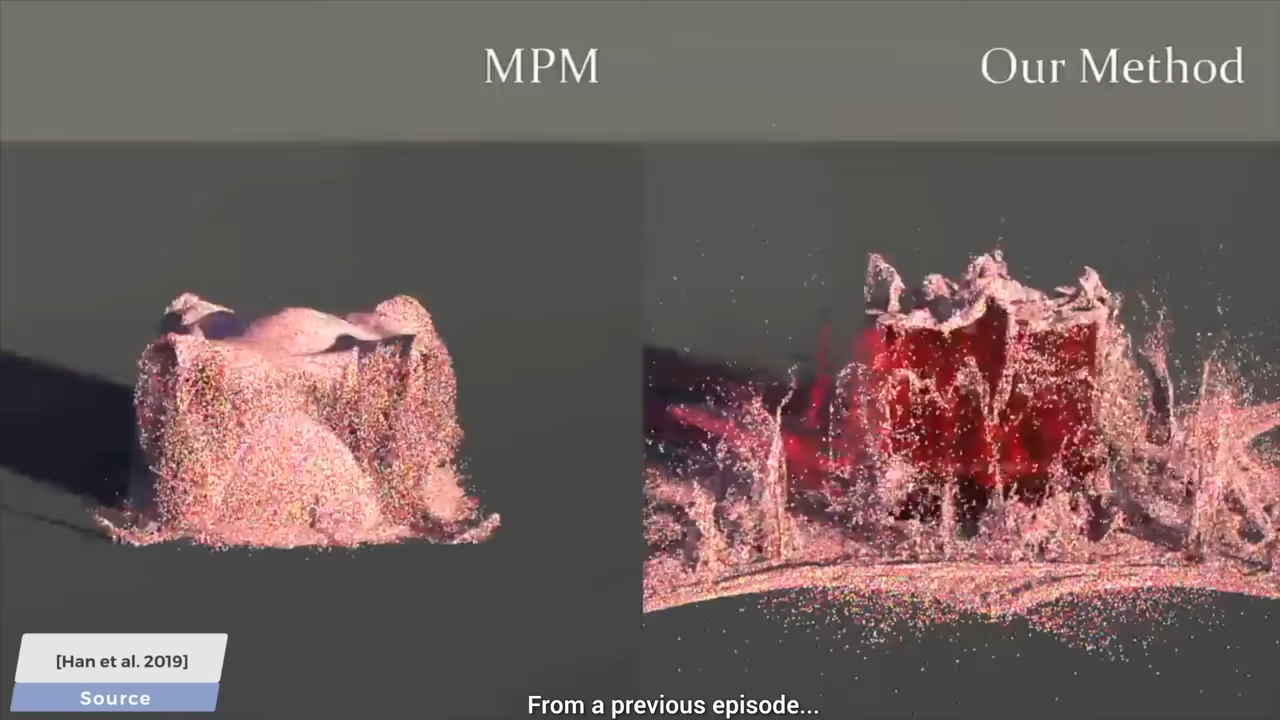 MPM
Our Method
[Han et al. 2019]
Source
From a previous episode...